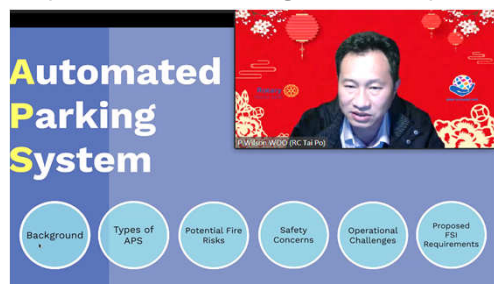 Automated
Parking
System
P Wilson WOO (RC Tai Po)
Background
Types of
APS
Potential Fire
Risks
Safety
Concerns
Operational
Challenges
Proposed
FSI
Requirements